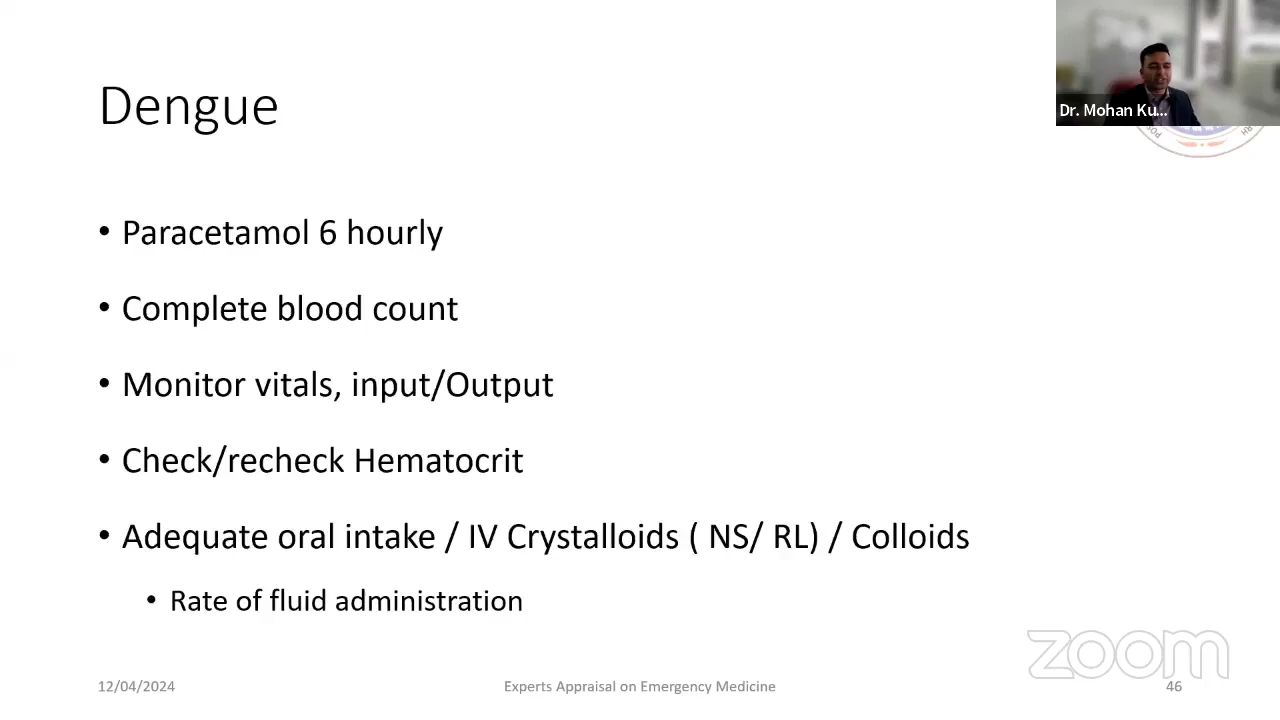 Dr. Mohan Ku...
Dengue
• Paracetamol 6 hourly
• Complete blood count
• Monitor vitals, input/Output
• Check/recheck Hematocrit
• Adequate oral intake / IV Crystalloids ( NS/ RL) / Colloids
• Rate of fluid administration
zoom
12/04/2024
Experts Appraisal on Emergency Medicine
46